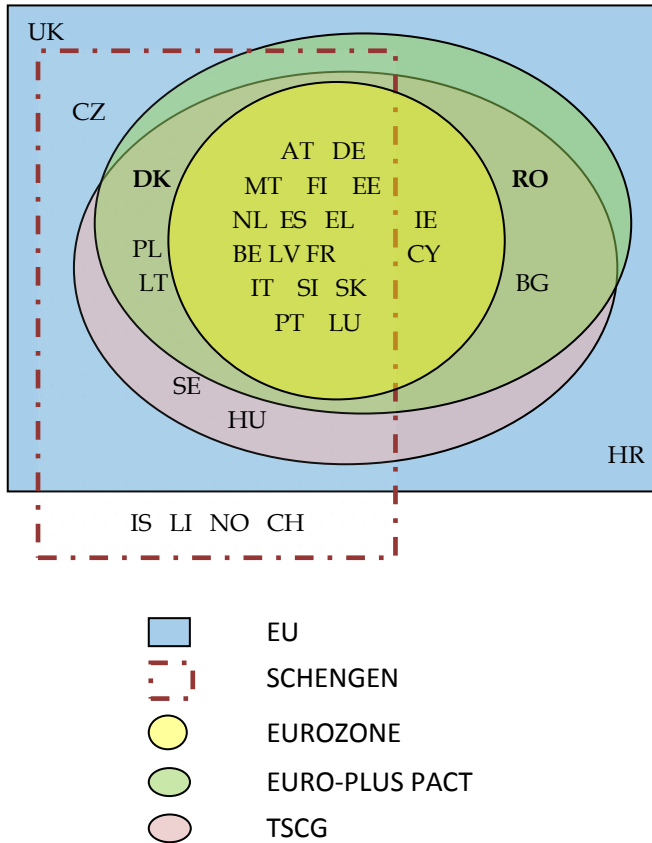 UK
CZ
AT DE
DK RO
MT FI EE
NL ES EL IE
PL BE LV FR CY
LT IT SI SK BG
PT LU
SE
HU
HR
IS LI NO CH
EU
SCHENGEN
EUROZONE
EURO-PLUS PACT
TSCG